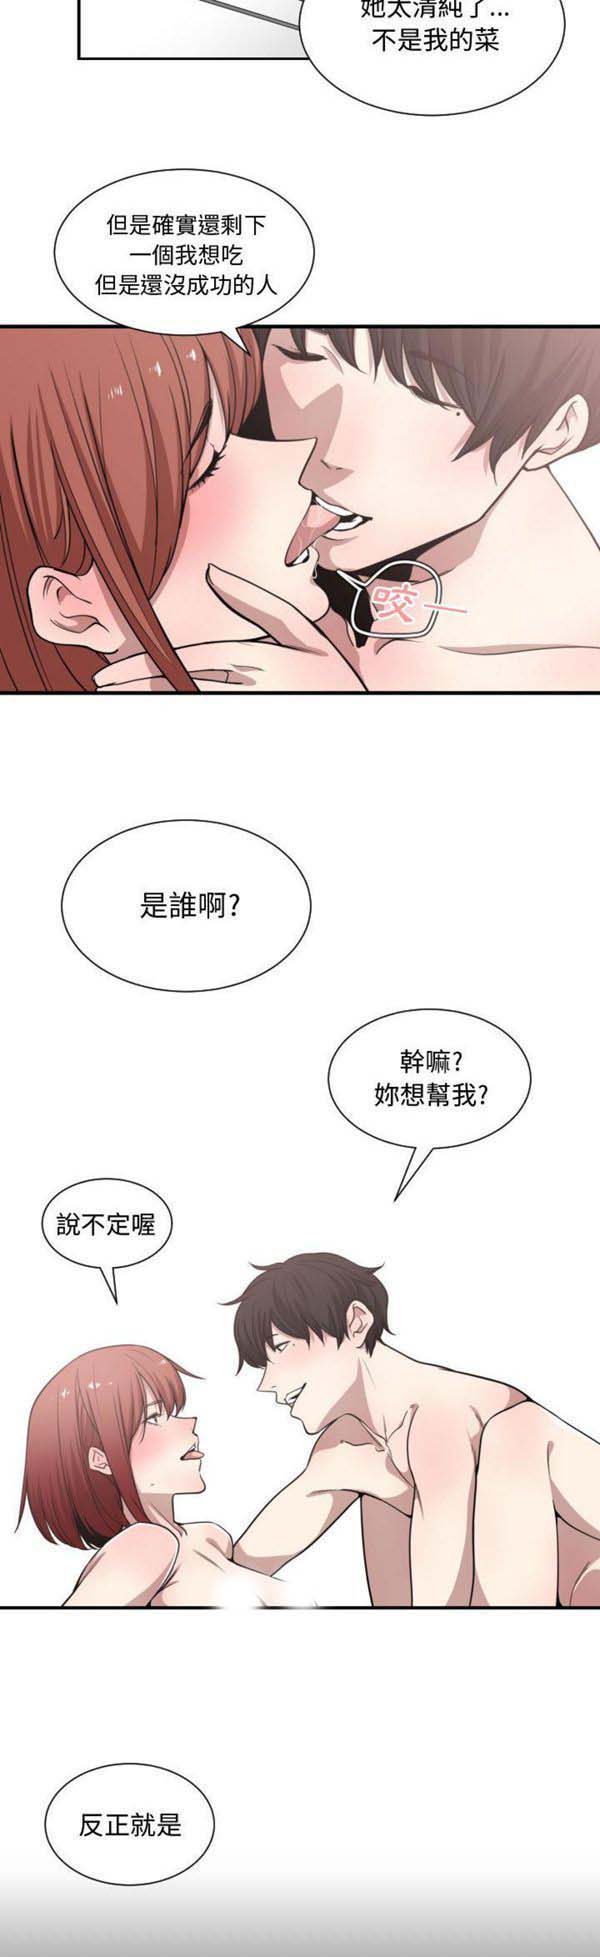 她太清純了...
不是我的菜
但是確實還剩下
一個我想吃
但是還沒成功的人
咬一
是誰啊?
幹嘛?
妳想幫我?
說不定喔
反正就是